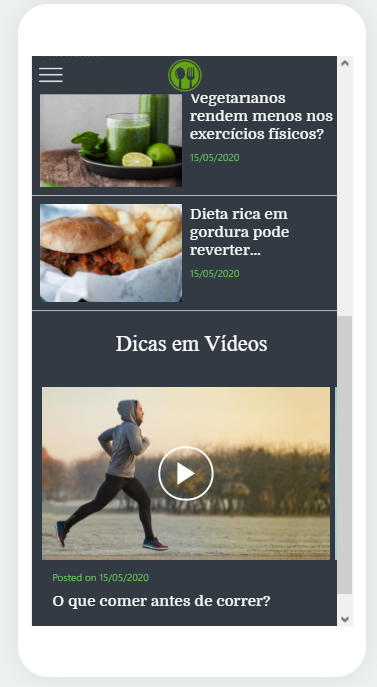 Vegetarianos
rendem menos nos
exercícios físicos?
15/05/2020
Dieta rica em
gordura pode
reverter...
15/05/2020
Dicas em Vídeos
Posted on 15/05/2020
O que comer antes de correr?